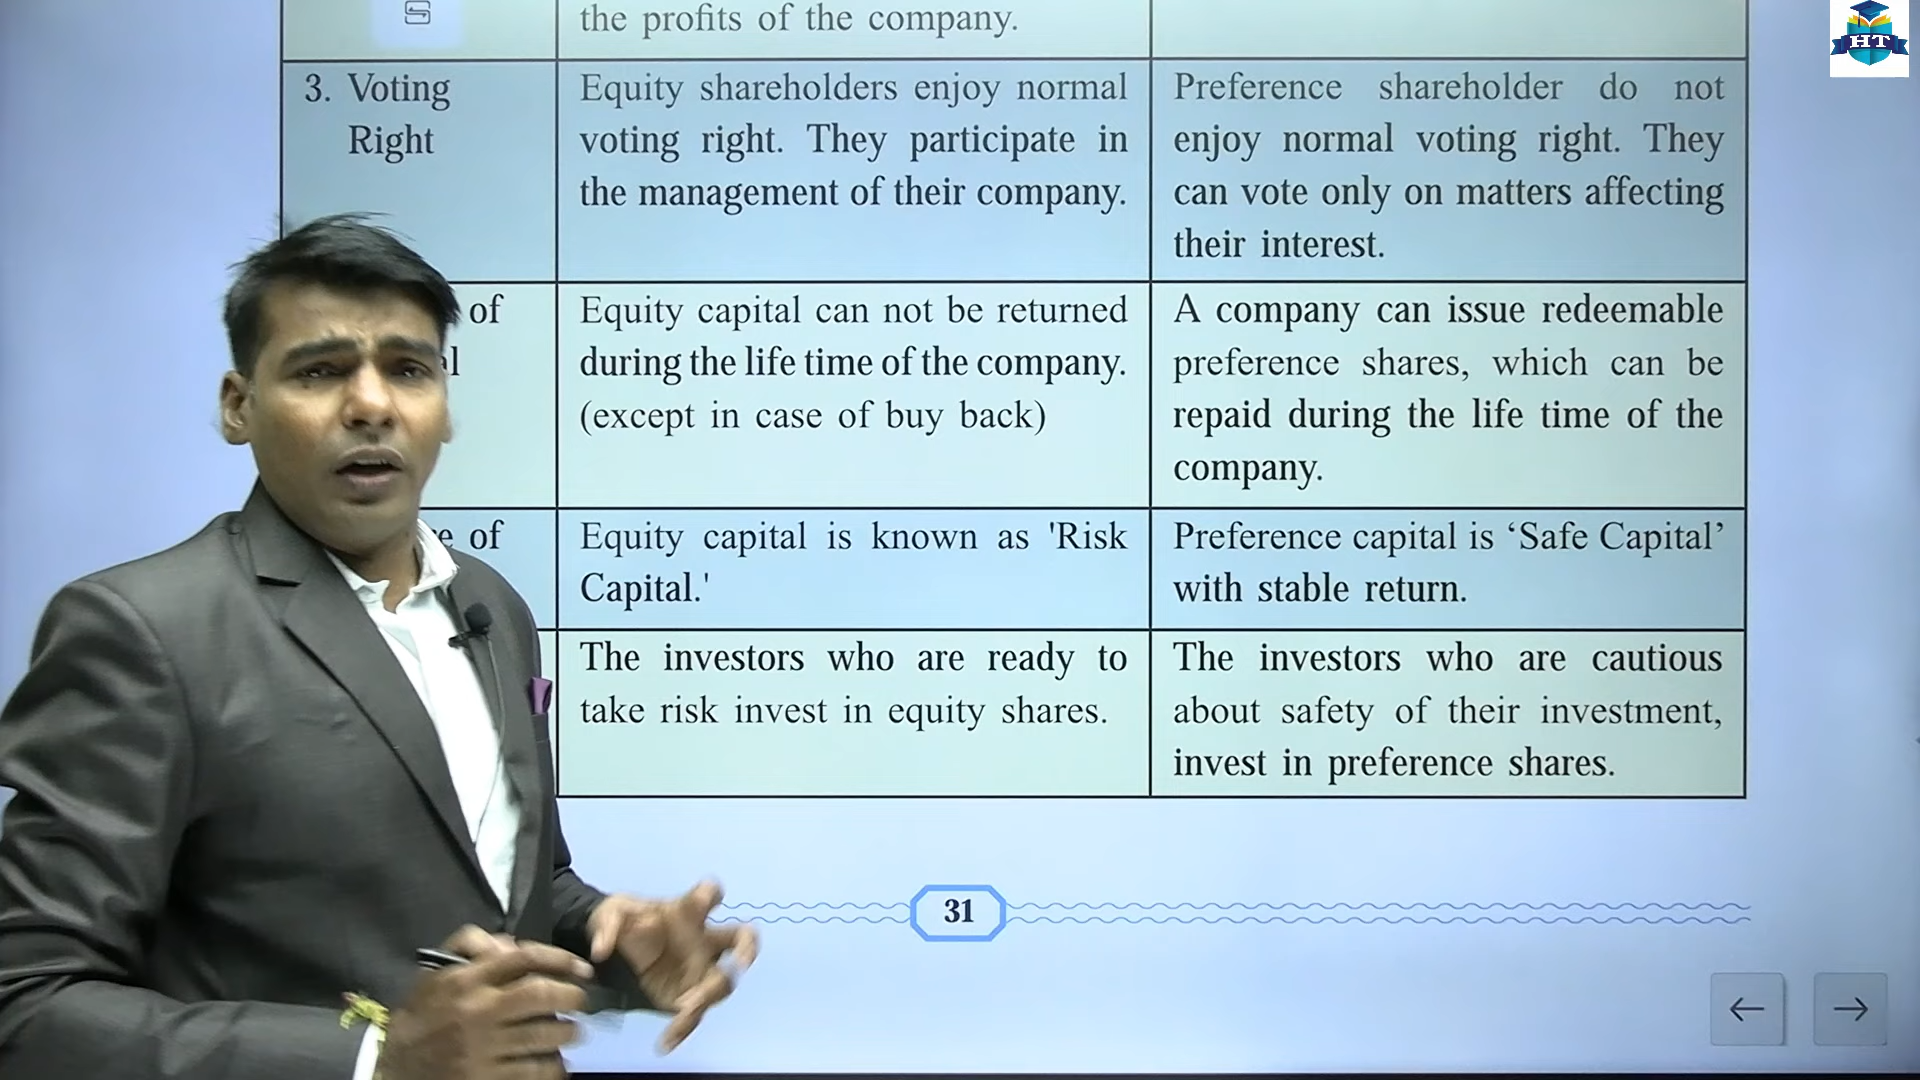 the profits of the company.
3. Voting
Right
Equity shareholders enjoy normal
voting right. They participate in
the management of their company.
Preference shareholder do not
enjoy normal voting right. They
can vote only on matters affecting
their interest.
of
Equity capital can not be returned
during the life time of the company.
(except in case of buy back)
A company can issue redeemable
preference shares, which can be
repaid during the life time of the
company.
of
Equity capital is known as 'Risk
Capital.'
Preference capital is ‘Safe Capital’
with stable return.
The investors who are ready to
take risk invest in equity shares.
The investors who are cautious
about safety of their investment,
invest in preference shares.
31
HT